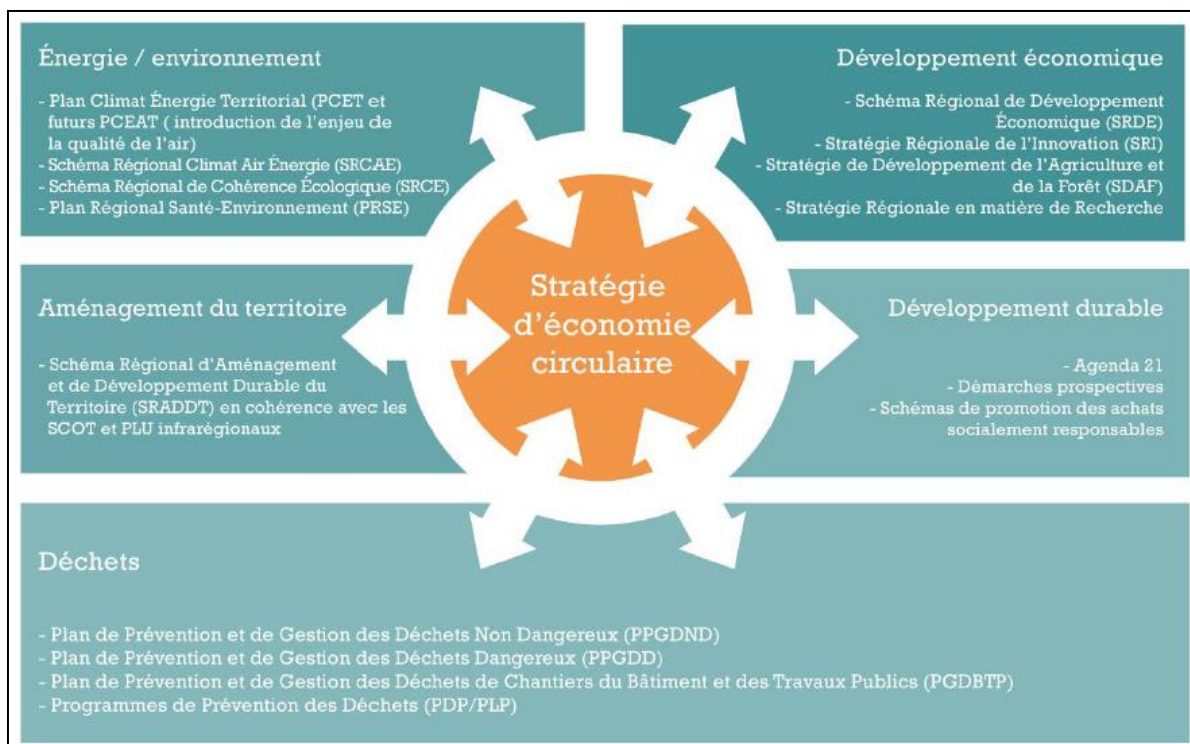 Énergie / environnement
- Plan Climat Énergie Territorial (PCET et
futurs PCEAT ( introduction de l'enjeu de
la qualité de l'air)
- Schéma Régional Climat Air Énergie (SRCAE)
- Schéma Régional de Cohérence Écologique (SRCE)
- Plan Régional Santé-Environnement (PRSE)
Développement économique
- Schéma Régional de Développement
Économique (SRDE)
- Stratégie Régionale de l'Innovation (SRI)
- Stratégie de Développement de l'Agriculture et
de la Forêt (SDAF)
- Stratégie Régionale en matière de Recherche
Stratégie
d'économie
circulaire
Aménagement du territoire
- Schéma Régional d'Aménagement
et de Développement Durable du
Territoire (SRADDT) en cohérence avec les
SCOT et PLU infrarégionaux
Développement durable
- Agenda 21
- Démarches prospectives
- Schémas de promotion des achats
socialement responsables
Déchets
- Plan de Prévention et de Gestion des Déchets Non Dangereux (PPGDND)
- Plan de Prévention et de Gestion des Déchets Dangereux (PPGDD)
- Plan de Prévention et de Gestion des Déchets de Chantiers du Bâtiment et des Travaux Publics (PGDBTP)
- Programmes de Prévention des Déchets (PDP/PLP)